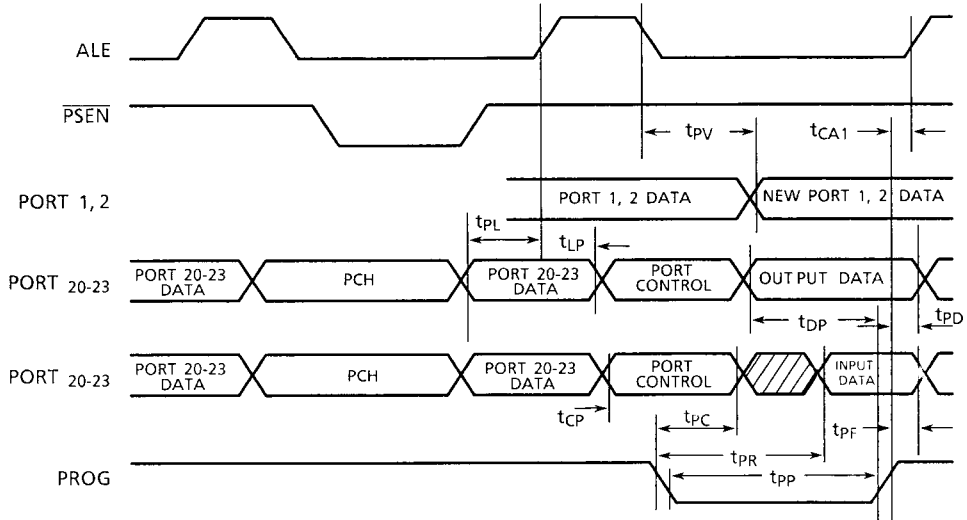 ALE
PSEN
tPV
tCA1
PORT 1, 2
PORT 1, 2 DATA
NEW PORT 1, 2 DATA
tPL
tLP
PORT 20-23
PORT 20-23 DATA
PCH
PORT 20-23 DATA
PORT CONTROL
OUTPUT DATA
tDP
tPD
PORT 20-23
PORT 20-23 DATA
PCH
PORT 20-23 DATA
PORT CONTROL
INPUT DATA
tCP
tPC
tPF
tPR
PROG
tPP